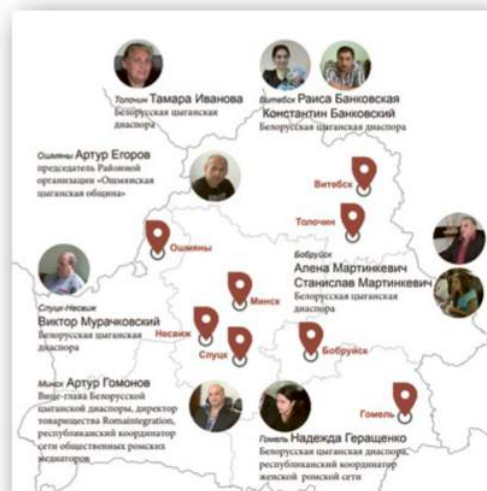 Толочин Тамара Иванова
Белорусская цыганская
диаспора
Витебск Раиса Банковская
Константин Банковский
Белорусская цыганская диаспора
Ошмяны Артур Егоров
председатель Районной
организации «Ошмянская
цыганская община»
Витебск
Толочин
Ошмяны
Бобруйск
Алена Мартинкевич
Станислав Мартинкевич
Белорусская цыганская
диаспора
Слуцк-Несвиж
Виктор Мурачковский
Белорусская цыганская
диаспора
Минск
Несвиж
Слуцк
Бобруйск
Минск Артур Гомонов
Вице-глава Белорусской
цыганской диаспоры, директор
товарищества Romaintegration,
республиканский координатор
сети общественных ромских
медиаторов
Гомель
Гомель Надежда Геращенко
Белорусская цыганская диаспора,
республиканский координатор
женской ромской сети